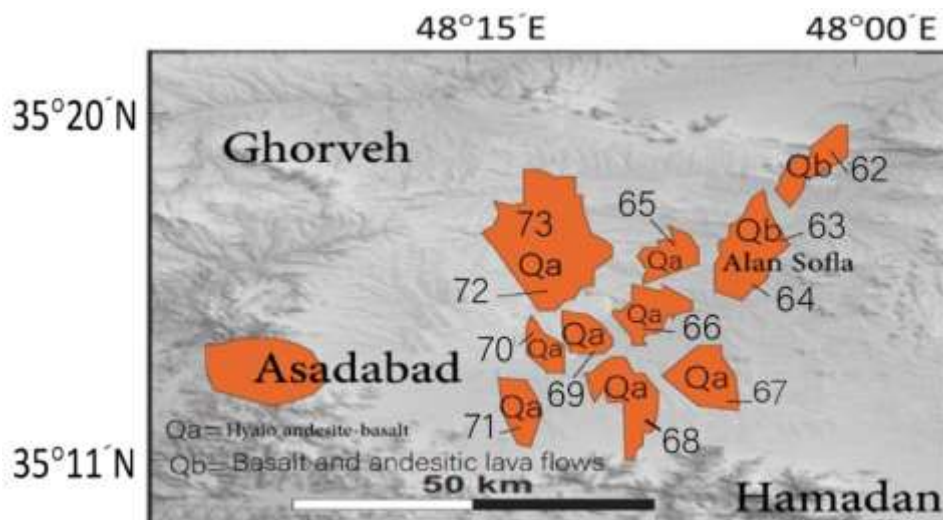 48°15´E
48°00´E
35°20´N
Ghorveh
Qb
62
65
73
Qb
63
Qa
Qa
Alan Sofla
72
64
Qa
66
70
Qa
Qa
Asadabad
69
Qa
Qa
67
Qa
71
68
Qa= Hyalo andesite-basalt
35°11´N
Qb= Basalt and andesitic lava flows
50 km
Hamadan